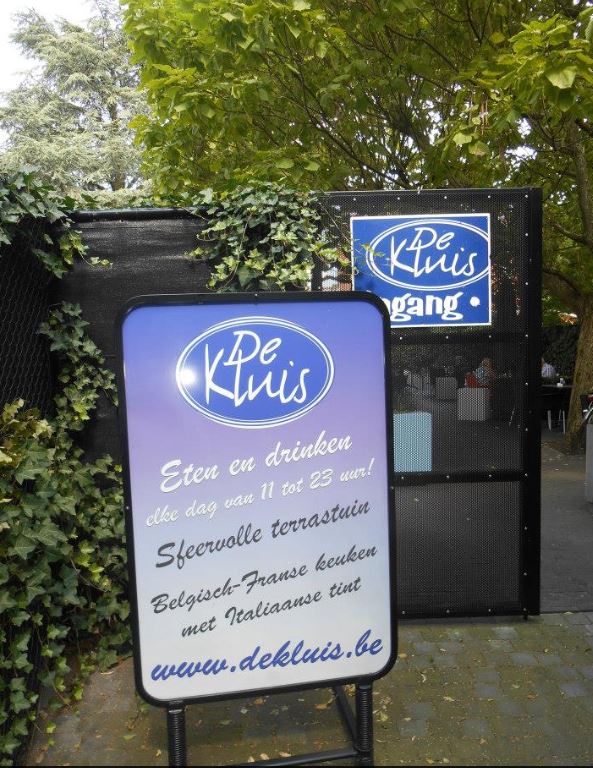 De
Kluis
De
Kluis
Eten en drinken
elke dag van 11 tot 23 uur!
Sfeervolle terrastuin
Belgisch-Franse keuken
met Italiaanse tint
www.dekluis.be